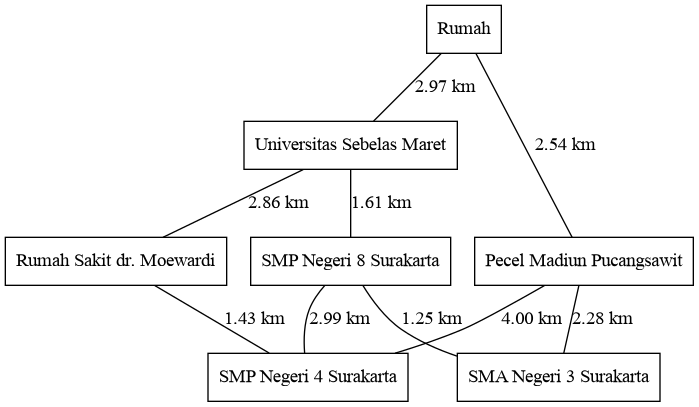 Rumah
2.97 km
Universitas Sebelas Maret
2.54 km
2.86 km
1.61 km
Rumah Sakit dr. Moewardi
SMP Negeri 8 Surakarta
Pecel Madiun Pucangsawit
1.43 km
2.99 km
1.25 km
4.00 km
2.28 km
SMP Negeri 4 Surakarta
SMA Negeri 3 Surakarta